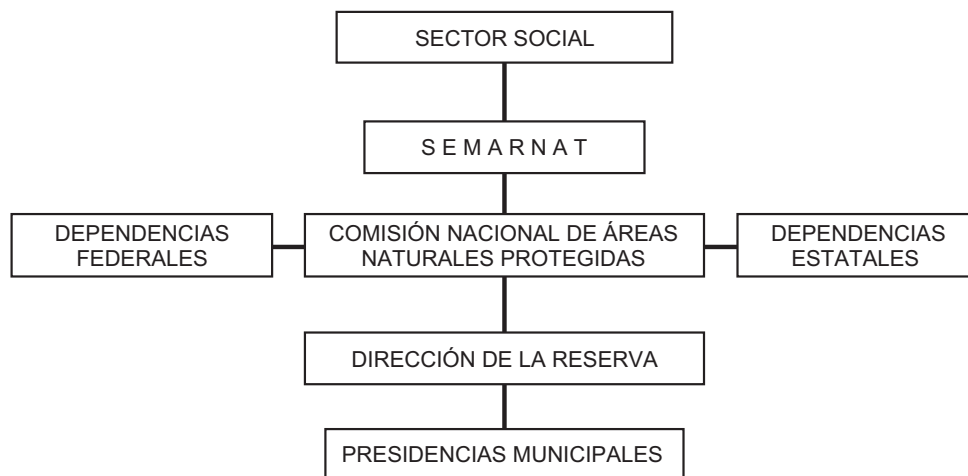 SECTOR SOCIAL
S E M A R N A T
DEPENDENCIAS
FEDERALES
COMISIÓN NACIONAL DE ÁREAS
NATURALES PROTEGIDAS
DEPENDENCIAS
ESTATALES
DIRECCIÓN DE LA RESERVA
PRESIDENCIAS MUNICIPALES